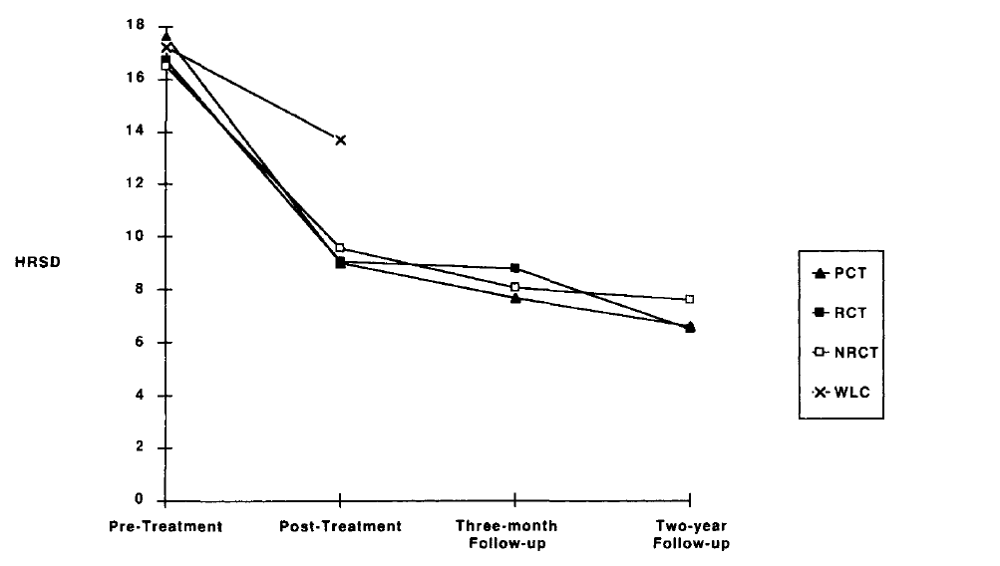 18
16
14
12
10
HRSD
8
6
4
2
0
Pre-Treatment
Post-Treatment
Three-month
Follow-up
Two-year
Follow-up
PCT
RCT
NRCT
WLC